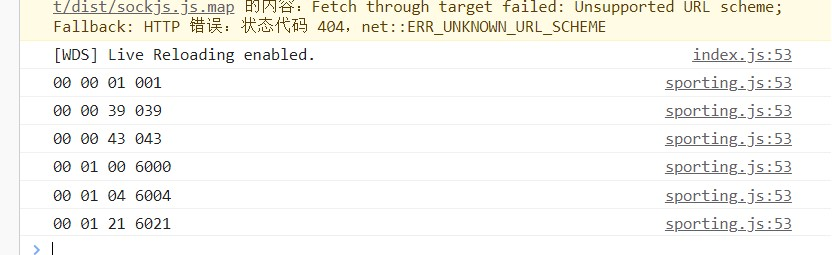 t/dist/sockjs.js.map 的内容：Fetch through target failed: Unsupported URL scheme;
Fallback: HTTP 错误：状态代码 404，net::ERR_UNKNOWN_URL_SCHEME
[WDS] Live Reloading enabled. index.js:53
00 00 01 001 sporting.js:53
00 00 39 039 sporting.js:53
00 00 43 043 sporting.js:53
00 01 00 6000 sporting.js:53
00 01 04 6004 sporting.js:53
00 01 21 6021 sporting.js:53
>